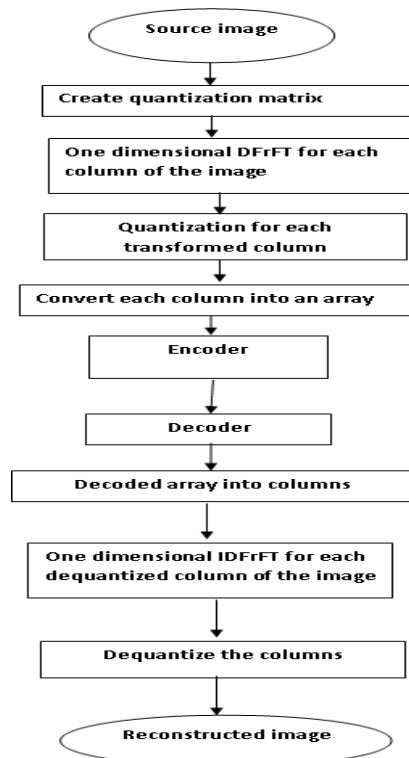 Source image
Create quantization matrix
One dimensional DFrFT for each
column of the image
Quantization for each
transformed column
Convert each column into an array
Encoder
Decoder
Decoded array into columns
One dimensional IDFrFT for each
dequantized column of the image
Dequantize the columns
Reconstructed image